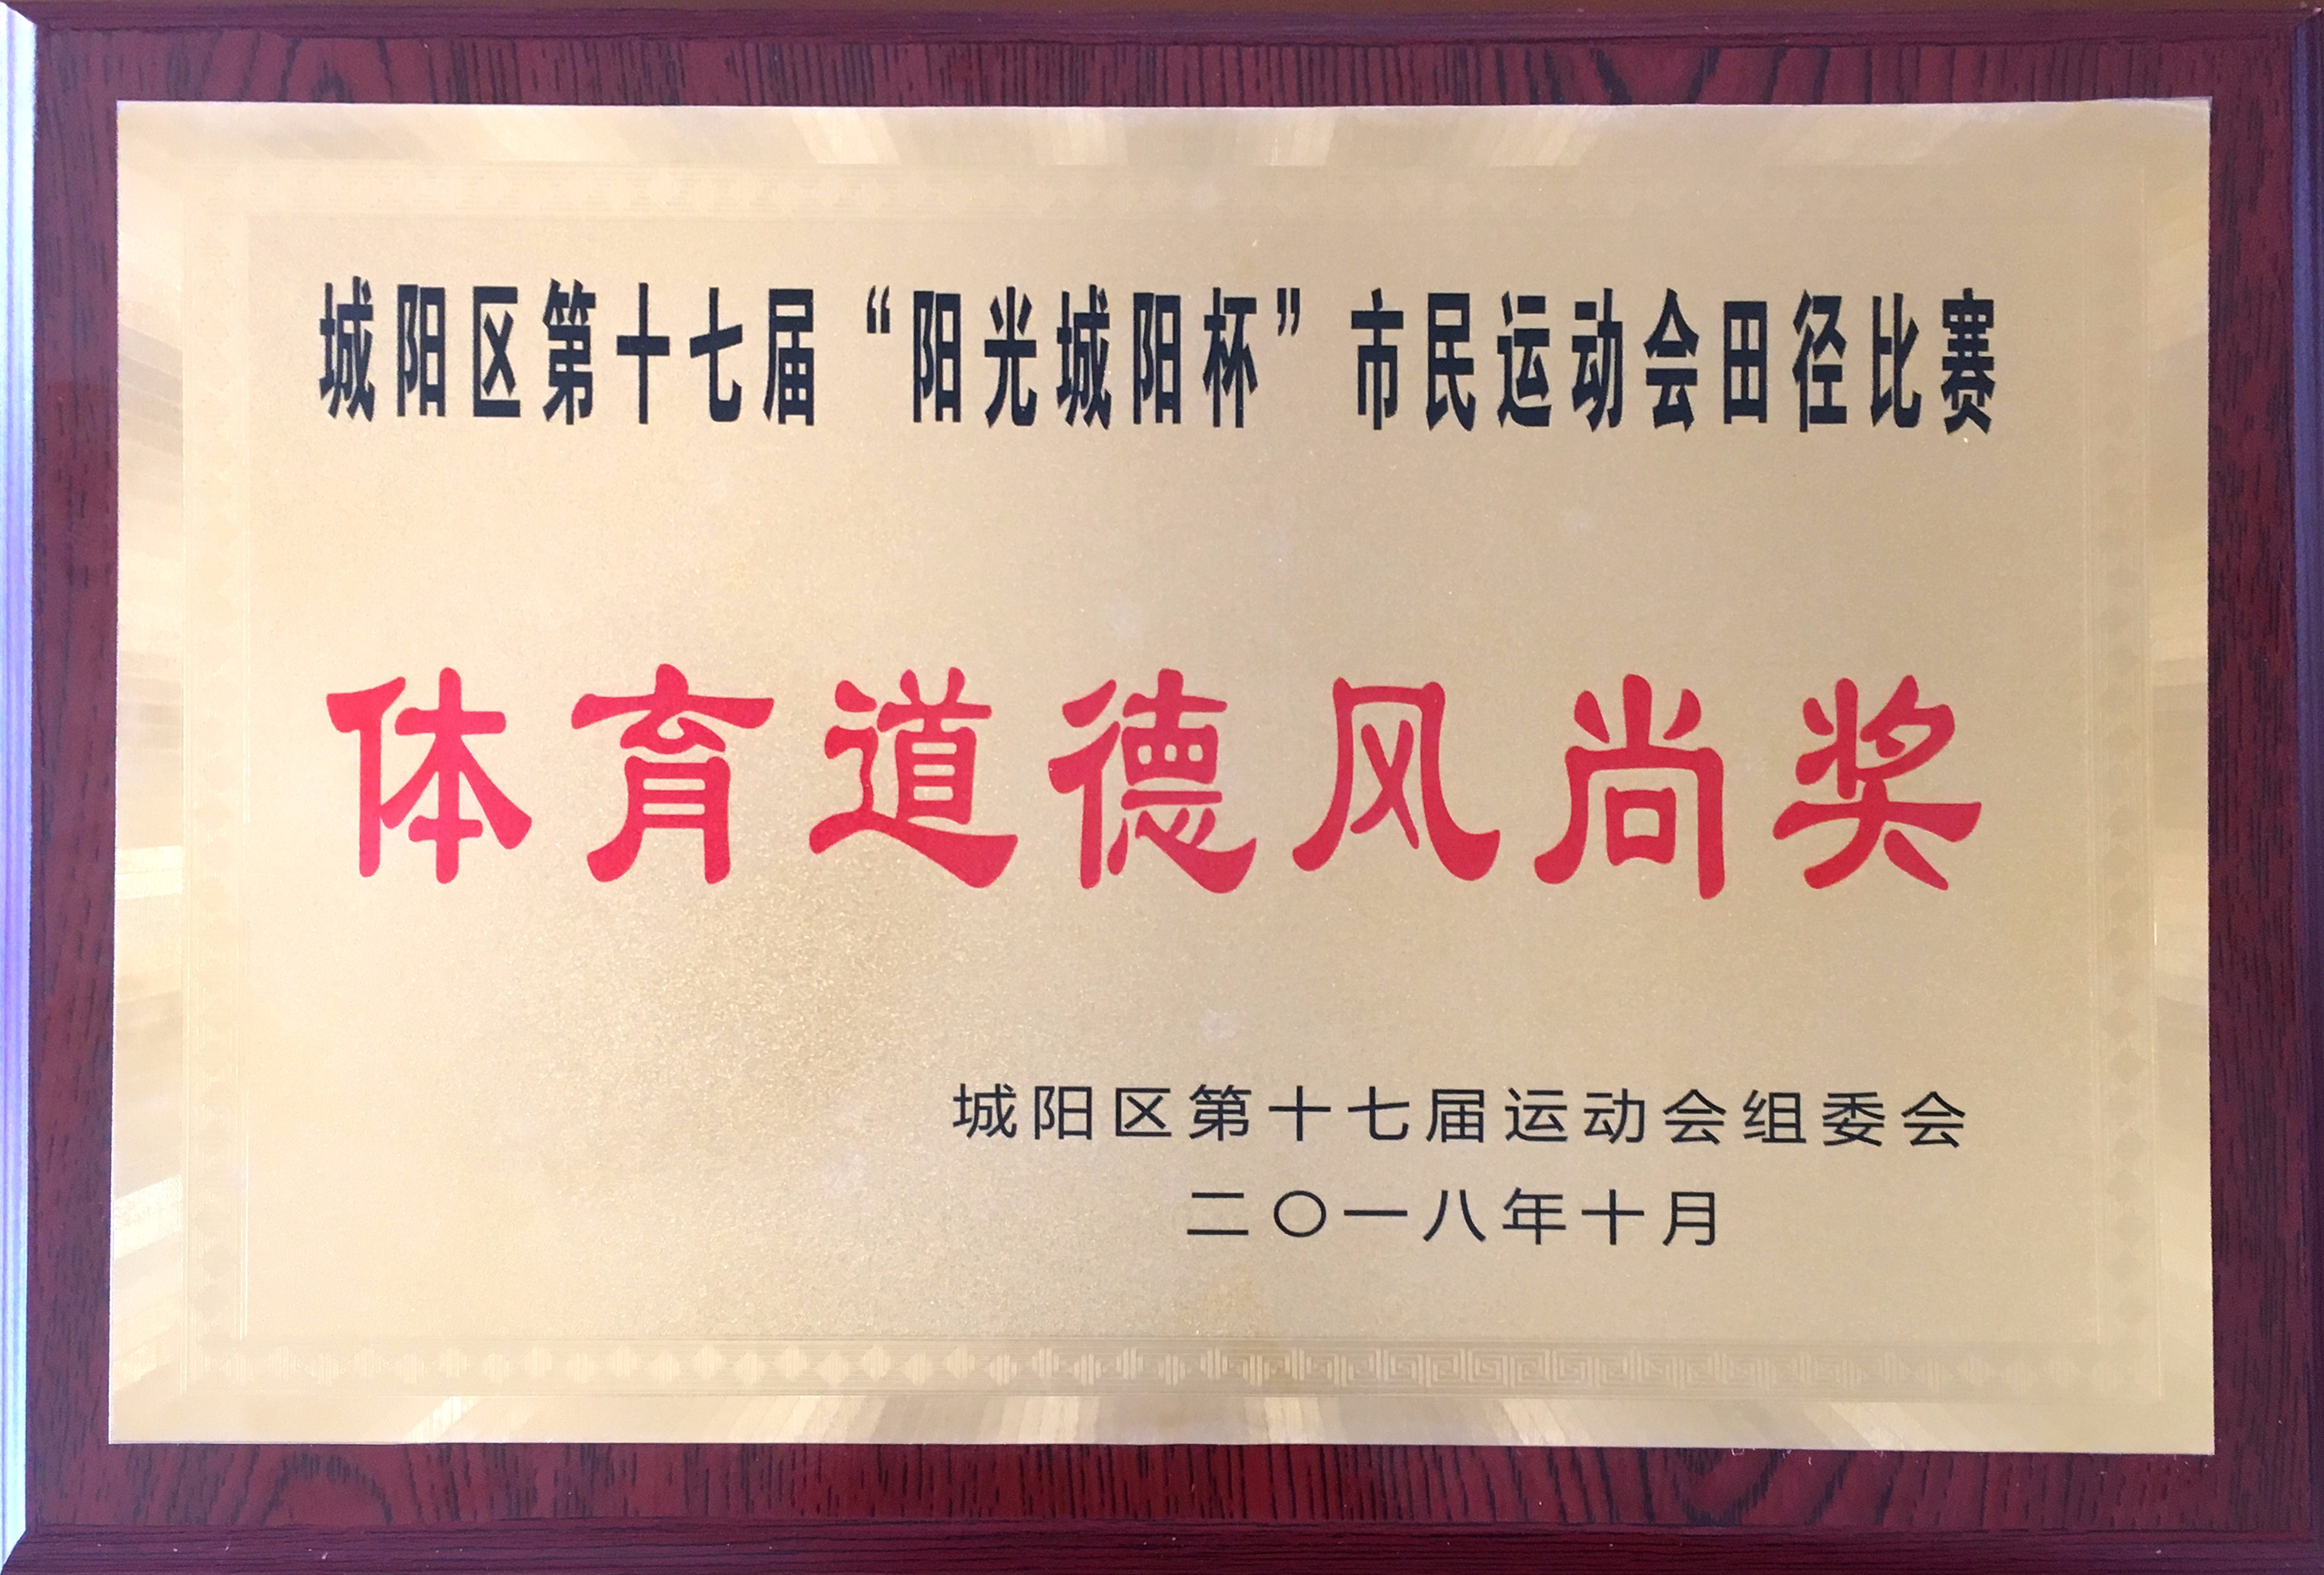 城阳区第十七届“阳光城阳杯”市民运动会田径比赛
体育道德风尚奖
城阳区第十七届运动会组委会
二〇一八年十月